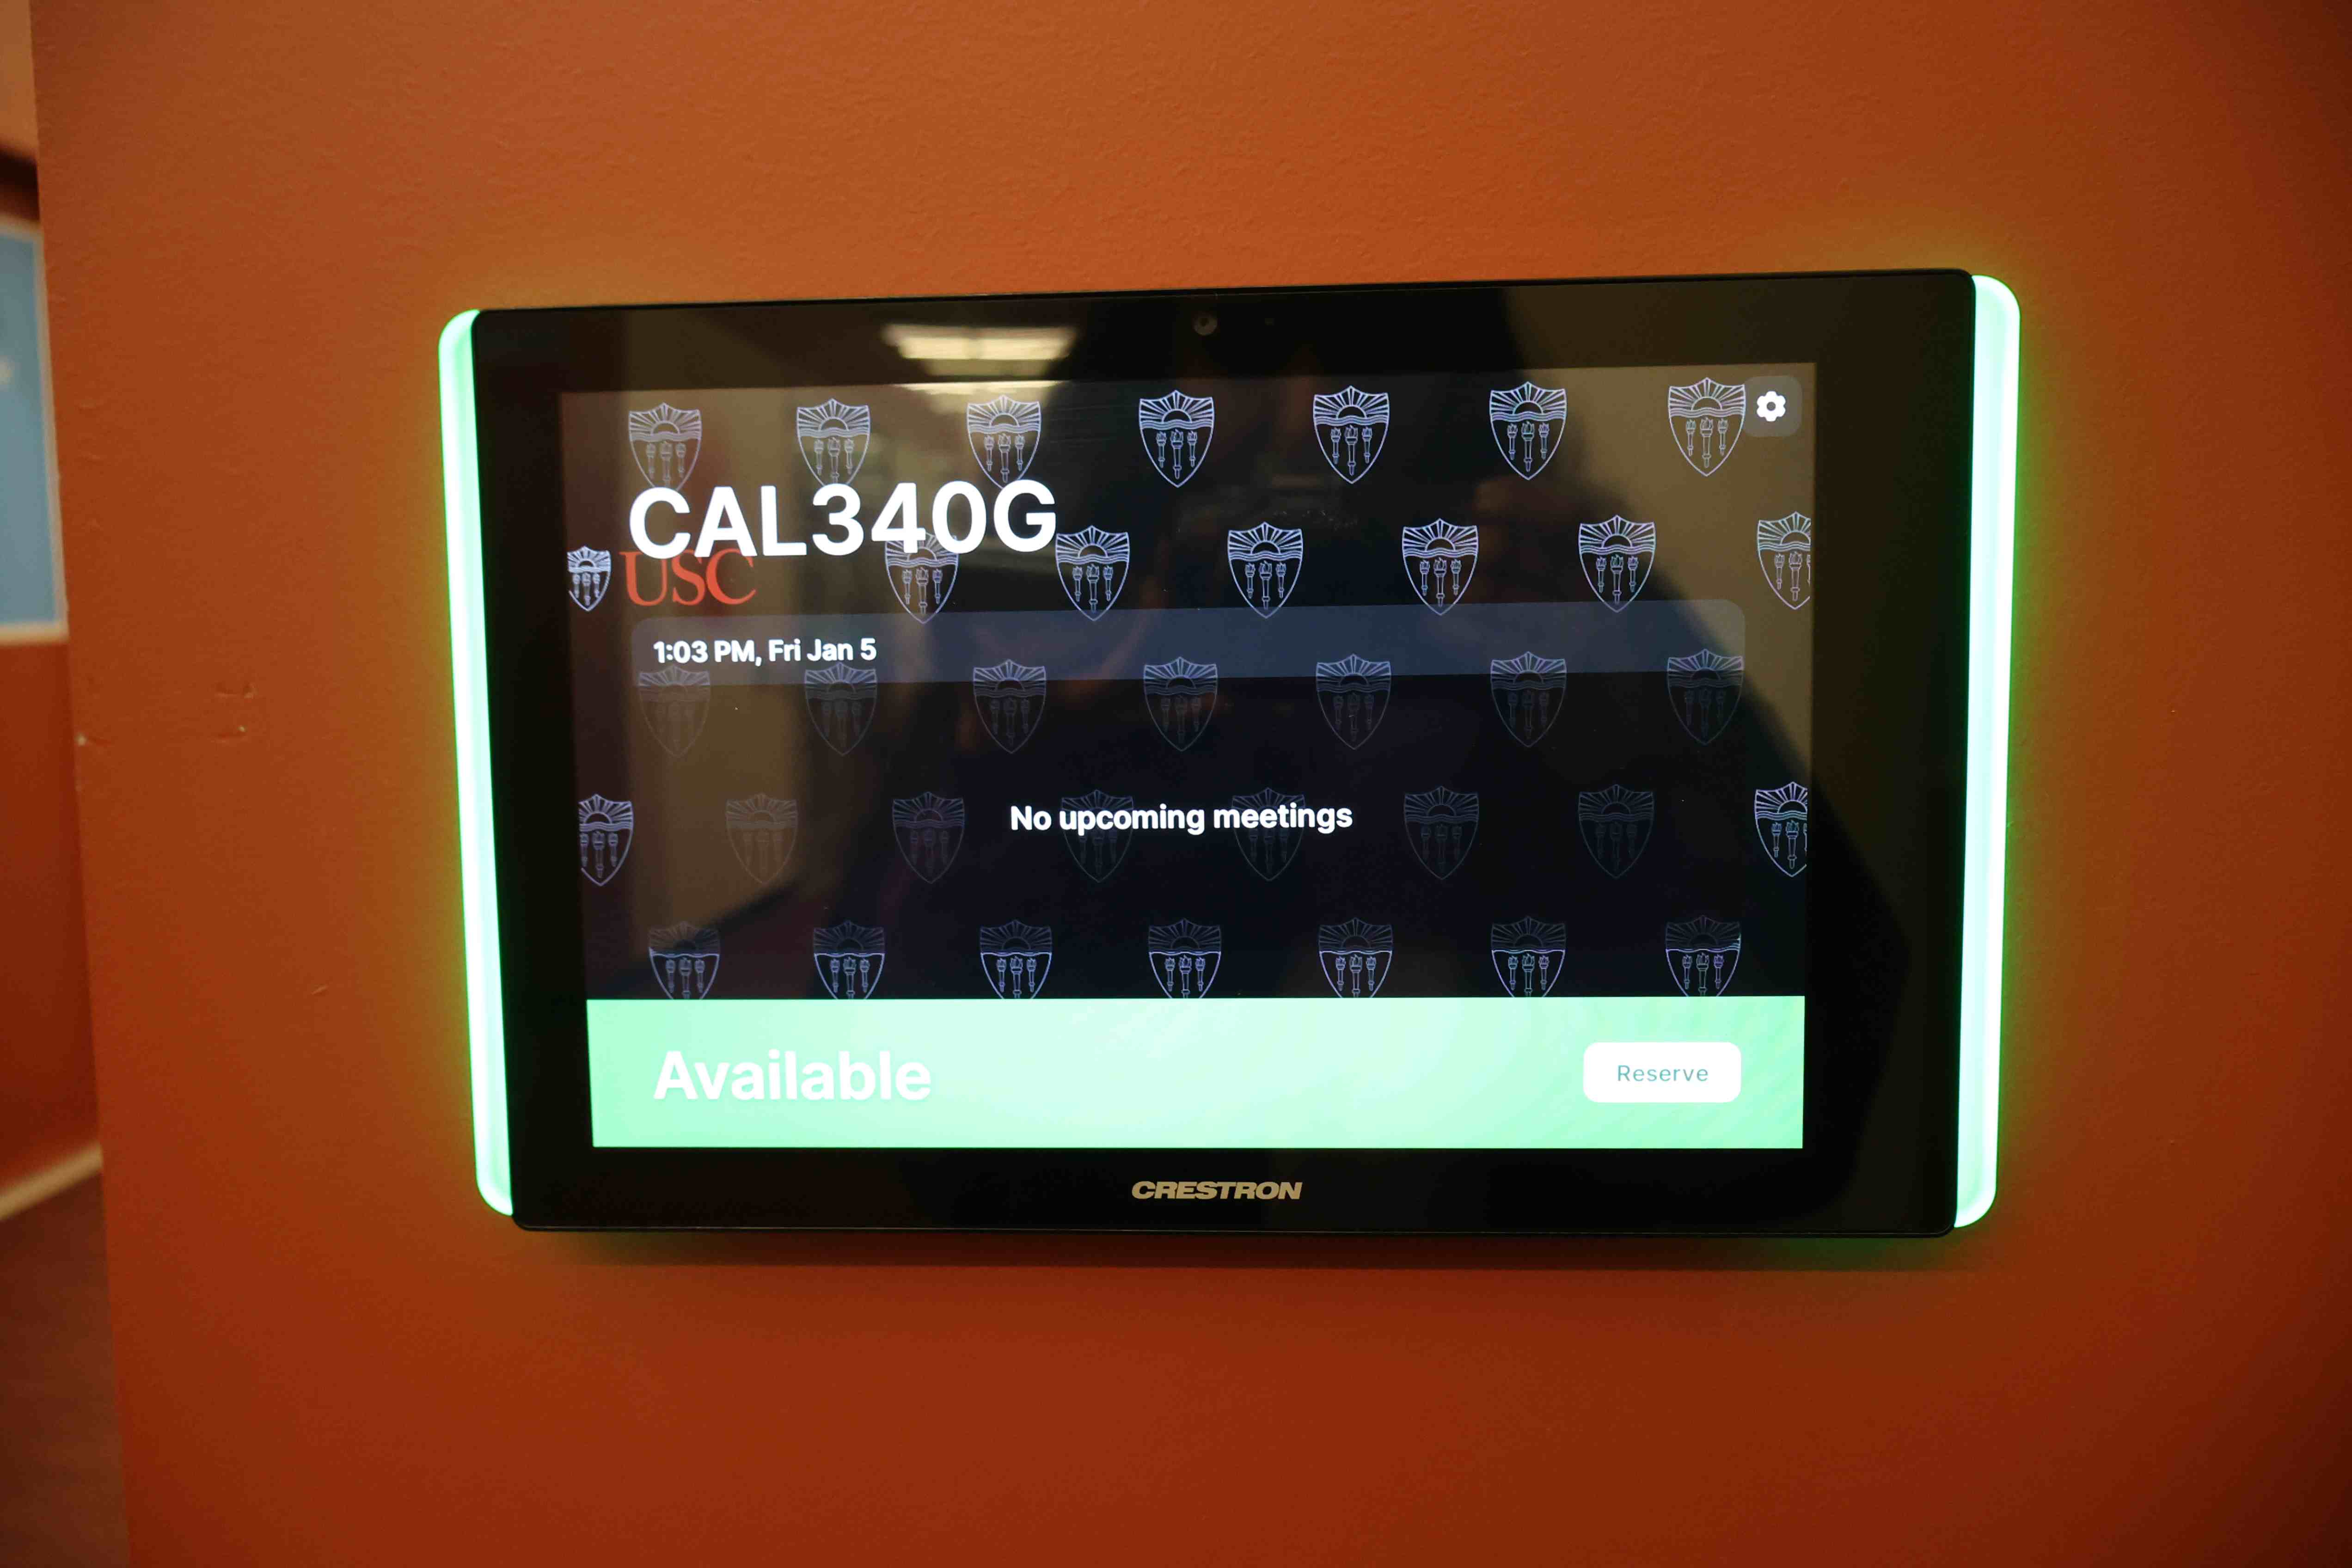 CAL340G
USC
1:03 PM, Fri Jan 5
No upcoming meetings
Available
Reserve
CRESTRON